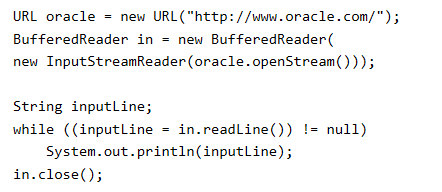 URL oracle = new URL("http://www.oracle.com/");
BufferedReader in = new BufferedReader(
new InputStreamReader(oracle.openStream()));

String inputLine;
while ((inputLine = in.readLine()) != null)
    System.out.println(inputLine);
in.close();